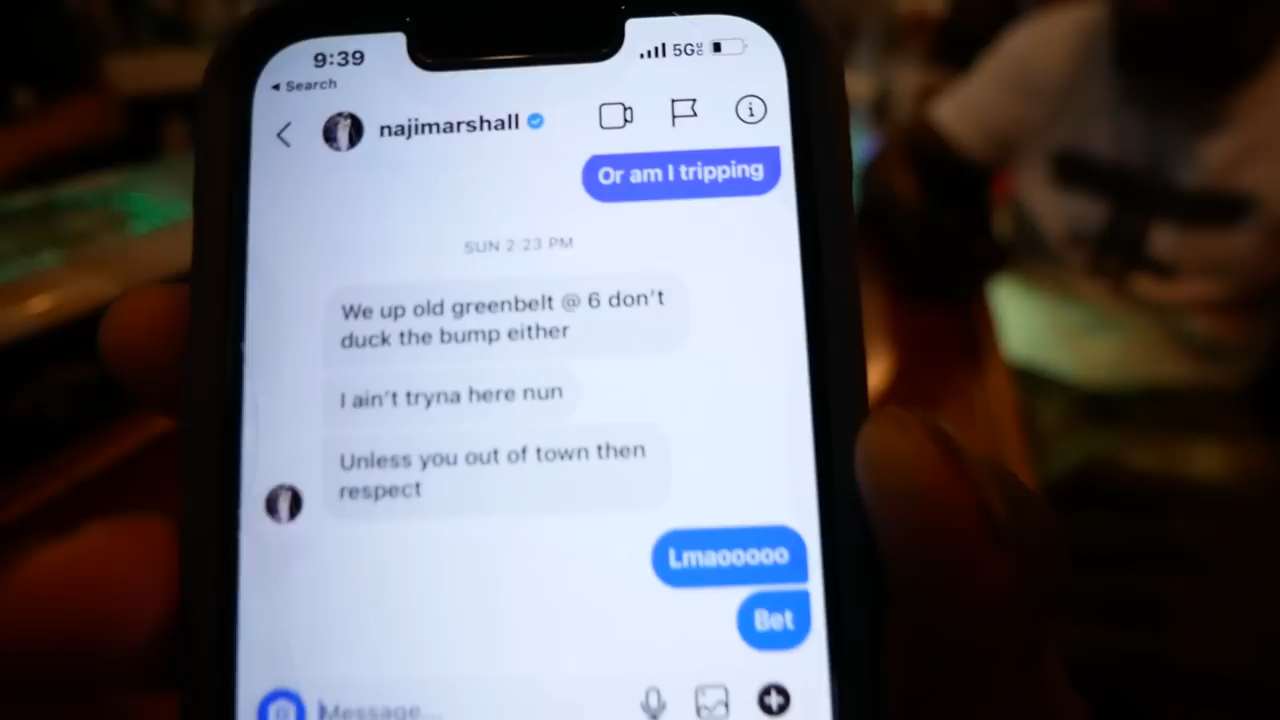 9:39
5G
Search
najimarshall
Or am I tripping
SUN 2:23 PM
We up old greenbelt @ 6 don't
duck the bump either
I ain't tryna here nun
Unless you out of town then
respect
Lmaooooo
Bet
Message...